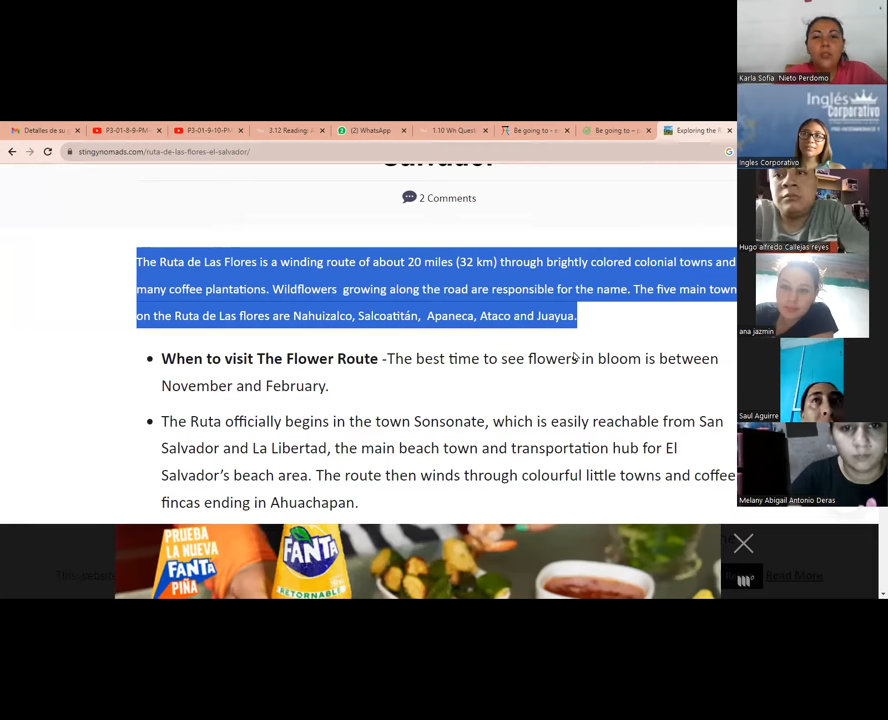 Detalles de su
P3-01-8-9-PM-
P3-01-9-10-PM-
3.12 Reading:
(2) WhatsApp
1.10 Wh Quest
Be going to -
Be going to – p
Exploring the R
stingynomads.com/ruta-de-las-flores-el-salvador/
Salvador
2 Comments
The Ruta de Las Flores is a winding route of about 20 miles (32 km) through brightly colored colonial towns and
many coffee plantations. Wildflowers growing along the road are responsible for the name. The five main town
on the Ruta de Las flores are Nahuizalco, Salcoatitán, Apaneca, Ataco and Juayua.
• When to visit The Flower Route -The best time to see flowers in bloom is between
November and February.
• The Ruta officially begins in the town Sonsonate, which is easily reachable from San
Salvador and La Libertad, the main beach town and transportation hub for El
Salvador's beach area. The route then winds through colourful little towns and coffee
fincas ending in Ahuachapan.
PRUEBA
LA NUEVA
FANTA
PIÑA
FANTA
RETORNABLE
This website
Read More
Karla Sofía Nieto Perdomo
Inglés
Corporativo
Ingles Corporativo
Hugo alfredo Callejas reyes
ana jazmin
Saul Aguirre
Melany Abigail Antonio Deras